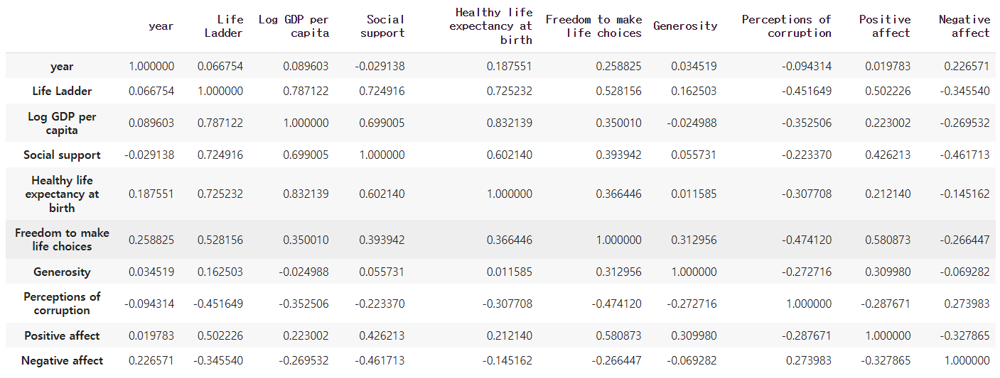 year Life Ladder Log GDP per capita Social support Healthy life expectancy at birth Freedom to make life choices Generosity Perceptions of corruption Positive affect Negative affect
year 1.000000 0.066754 0.089603 -0.029138 0.187551 0.258825 0.034519 -0.094314 0.019783 0.226571
Life Ladder 0.066754 1.000000 0.787122 0.724916 0.725232 0.528156 0.162503 -0.451649 0.502226 -0.345540
Log GDP per capita 0.089603 0.787122 1.000000 0.699005 0.832139 0.350010 -0.024988 -0.352506 0.223002 -0.269532
Social support -0.029138 0.724916 0.699005 1.000000 0.602140 0.393942 0.055731 -0.223370 0.426213 -0.461713
Healthy life expectancy at birth 0.187551 0.725232 0.832139 0.602140 1.000000 0.366446 0.011585 -0.307708 0.212140 -0.145162
Freedom to make life choices 0.258825 0.528156 0.350010 0.393942 0.366446 1.000000 0.312956 -0.474120 0.580873 -0.266447
Generosity 0.034519 0.162503 -0.024988 0.055731 0.011585 0.312956 1.000000 -0.272716 0.309980 -0.069282
Perceptions of corruption -0.094314 -0.451649 -0.352506 -0.223370 -0.307708 -0.474120 -0.272716 1.000000 -0.287671 0.273983
Positive affect 0.019783 0.502226 0.223002 0.426213 0.212140 0.580873 0.309980 -0.287671 1.000000 -0.327865
Negative affect 0.226571 -0.345540 -0.269532 -0.461713 -0.145162 -0.266447 -0.069282 0.273983 -0.327865 1.000000